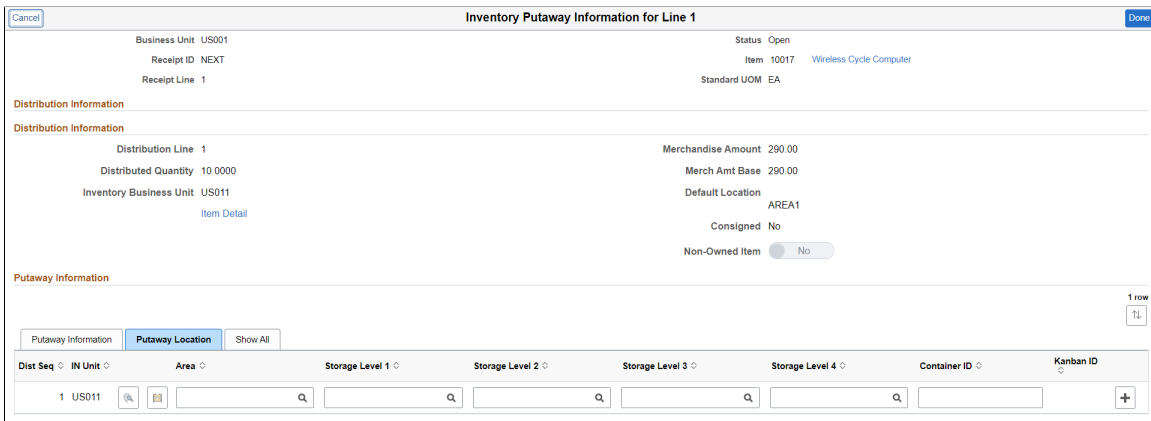 Cancel Inventory Putaway Information for Line 1 Done
Business Unit US001 Status Open
Receipt ID NEXT Item 10017 Wireless Cycle Computer
Receipt Line 1 Standard UOM EA
Distribution Information
Distribution Information
Distribution Line 1 Merchandise Amount 290.00
Distributed Quantity 10.0000 Merch Amt Base 290.00
Inventory Business Unit US011 Default Location
AREA1
Item Detail
Consigned No
Non-Owned Item No
Putaway Information
1 row
Putaway Information Putaway Location Show All
Dist Seq IN Unit Area Storage Level 1 Storage Level 2 Storage Level 3 Storage Level 4 Container ID Kanban ID
1 US011